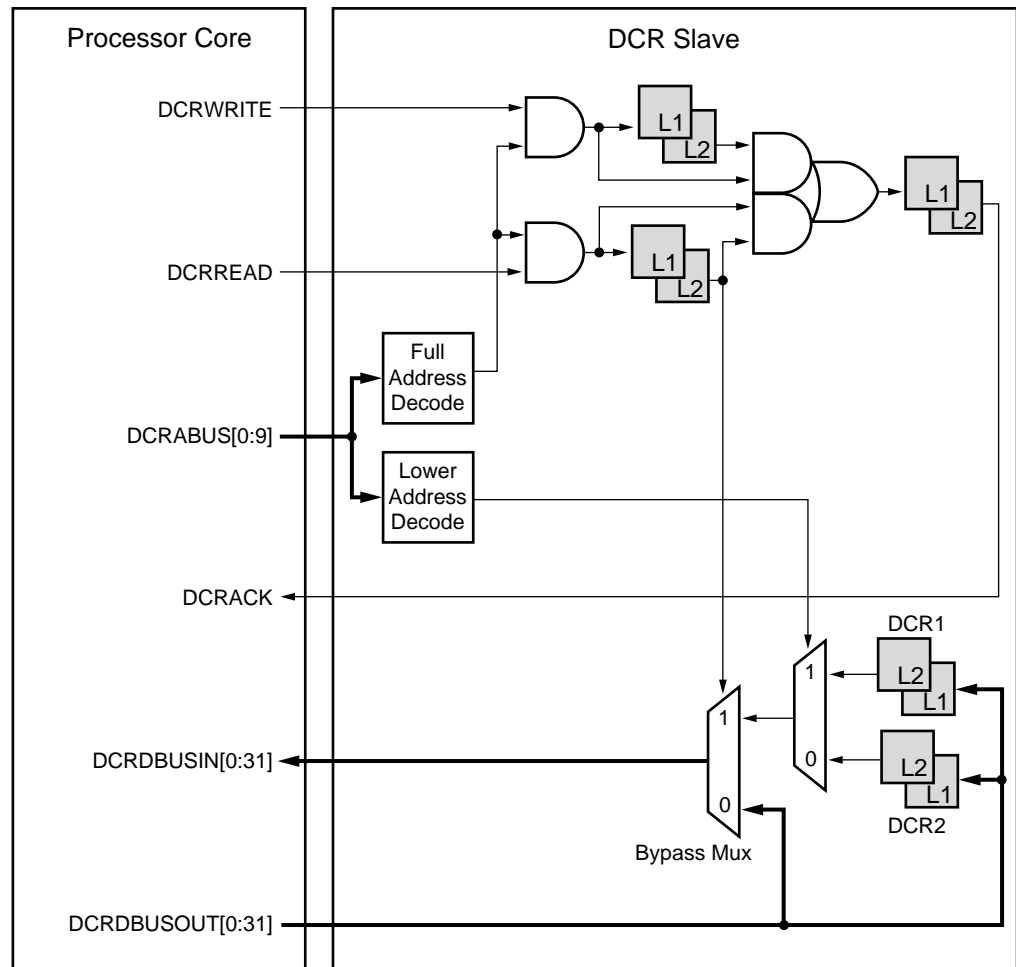 Processor Core
DCR Slave
DCRWRITE
L1
L2
L1
L2
DCRREAD
L1
L2
Full
Address
Decode
DCRABUS[0:9]
Lower
Address
Decode
DCRACK
DCR1
L2
L1
1
0
1
0
DCRDBUSIN[0:31]
L2
L1
DCR2
Bypass Mux
DCRDBUSOUT[0:31]